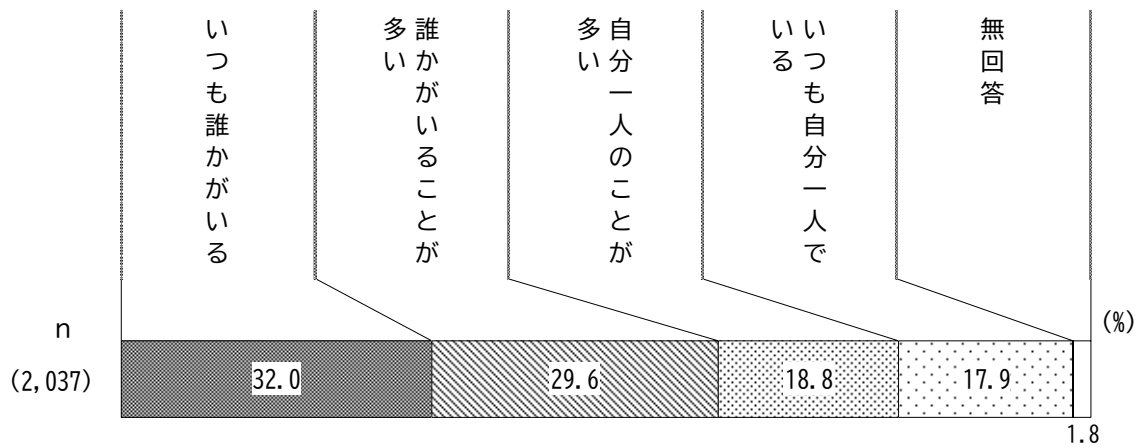 いつも誰かがいる
誰かがいることが
多い
自分一人のことが
多い
いつも自分一人で
いる
無回答
(%)
n
(2,037)
32.0
29.6
18.8
17.9
1.8